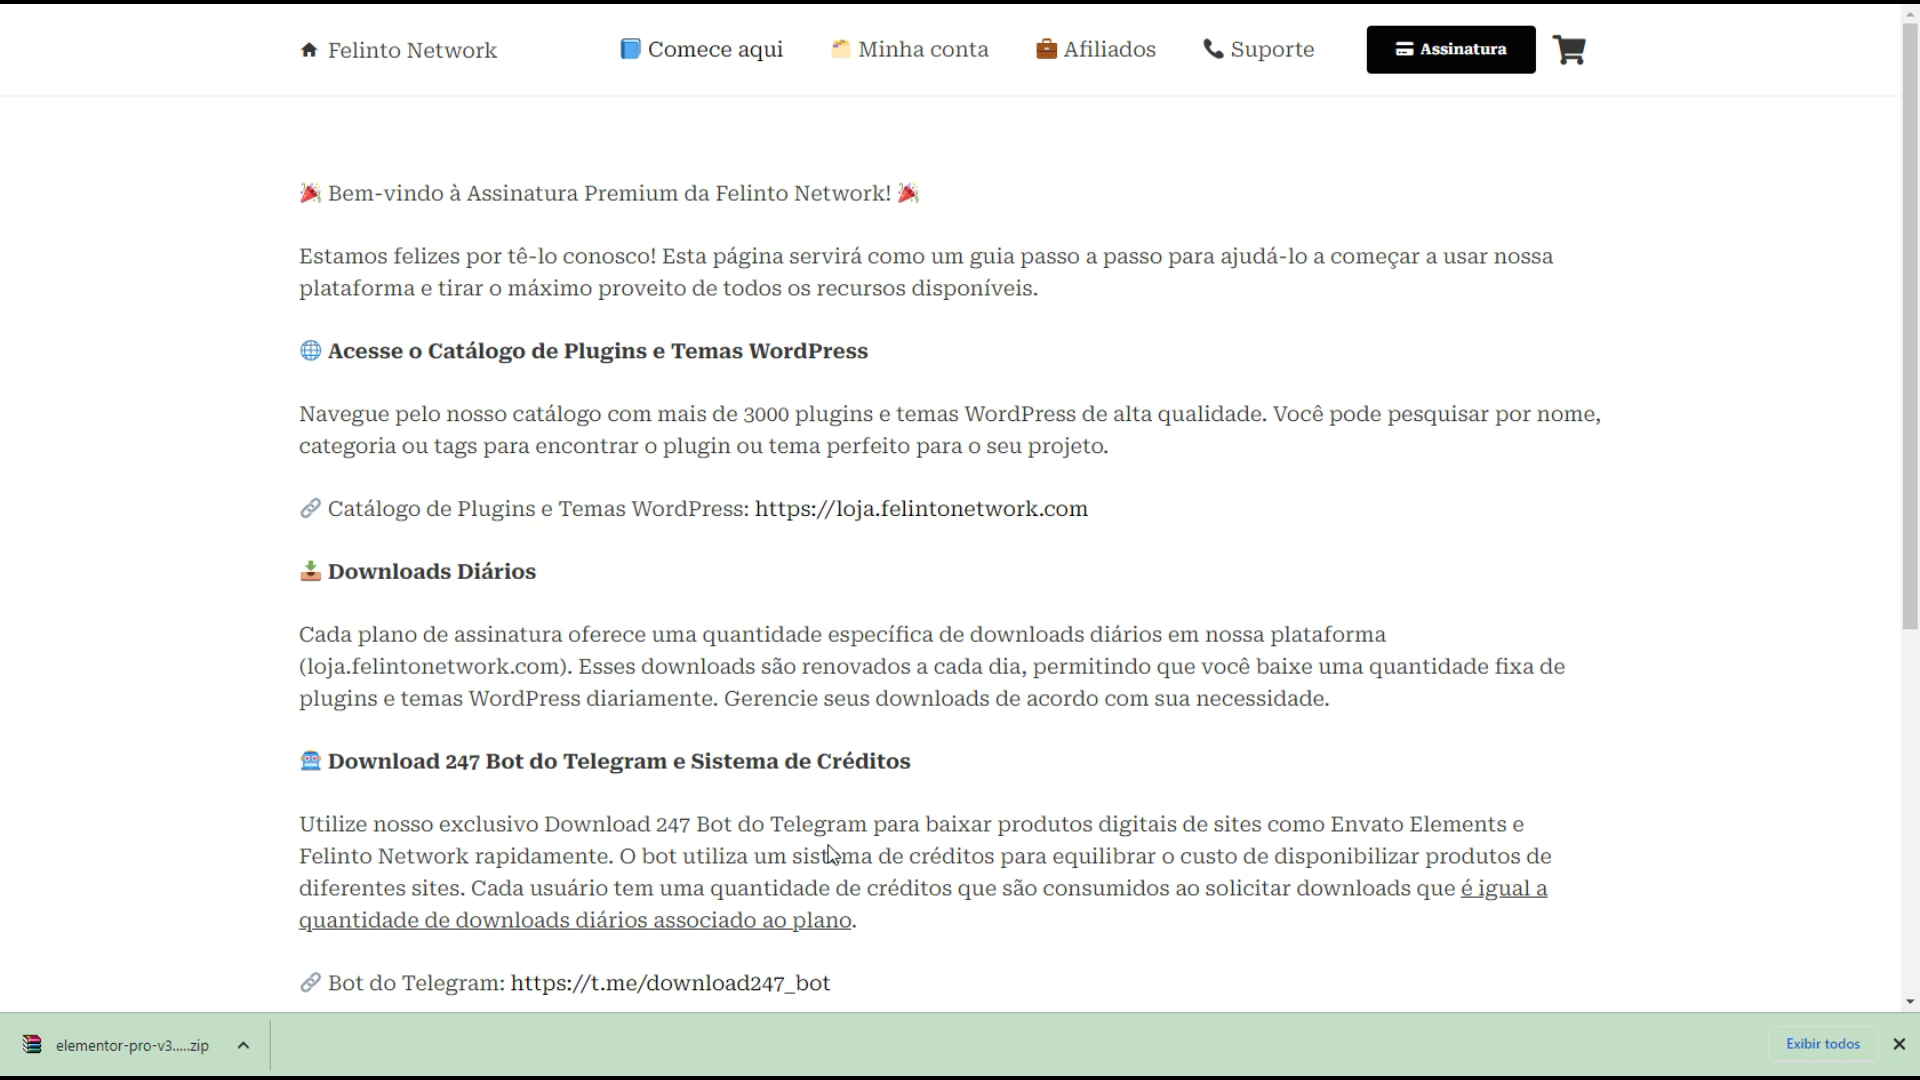 Felinto Network
Comece aqui
Minha conta
Afiliados
Suporte
Assinatura
Bem-vindo à Assinatura Premium da Felinto Network!
Estamos felizes por tê-lo conosco! Esta página servirá como um guia passo a passo para ajudá-lo a começar a usar nossa
plataforma e tirar o máximo proveito de todos os recursos disponíveis.
Acesse o Catálogo de Plugins e Temas WordPress
Navegue pelo nosso catálogo com mais de 3000 plugins e temas WordPress de alta qualidade. Você pode pesquisar por nome,
categoria ou tags para encontrar o plugin ou tema perfeito para o seu projeto.
Catálogo de Plugins e Temas WordPress: https://loja.felintonetwork.com
Downloads Diários
Cada plano de assinatura oferece uma quantidade específica de downloads diários em nossa plataforma
(loja.felintonetwork.com). Esses downloads são renovados a cada dia, permitindo que você baixe uma quantidade fixa de
plugins e temas WordPress diariamente. Gerencie seus downloads de acordo com sua necessidade.
Download 247 Bot do Telegram e Sistema de Créditos
Utilize nosso exclusivo Download 247 Bot do Telegram para baixar produtos digitais de sites como Envato Elements e
Felinto Network rapidamente. O bot utiliza um sistema de créditos para equilibrar o custo de disponibilizar produtos de
diferentes sites. Cada usuário tem uma quantidade de créditos que são consumidos ao solicitar downloads que é igual a
quantidade de downloads diários associado ao plano.
Bot do Telegram: https://t.me/download247_bot
elementor-pro-v3.....zip
Exibir todos